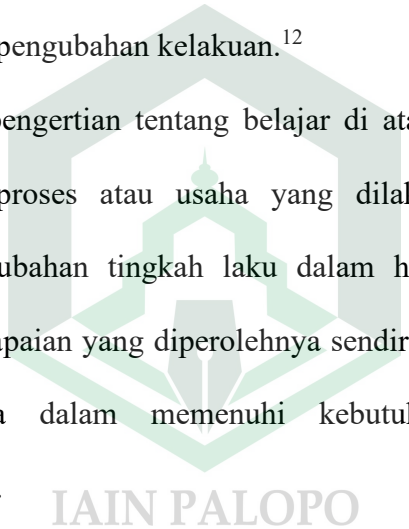 pengubahan kelakuan.12
pengertian tentang belajar di ata
proses atau usaha yang dilal
ubahan tingkah laku dalam h
apaian yang diperolehnya sendir
a dalam memenuhi kebutul
IAIN PALOPO